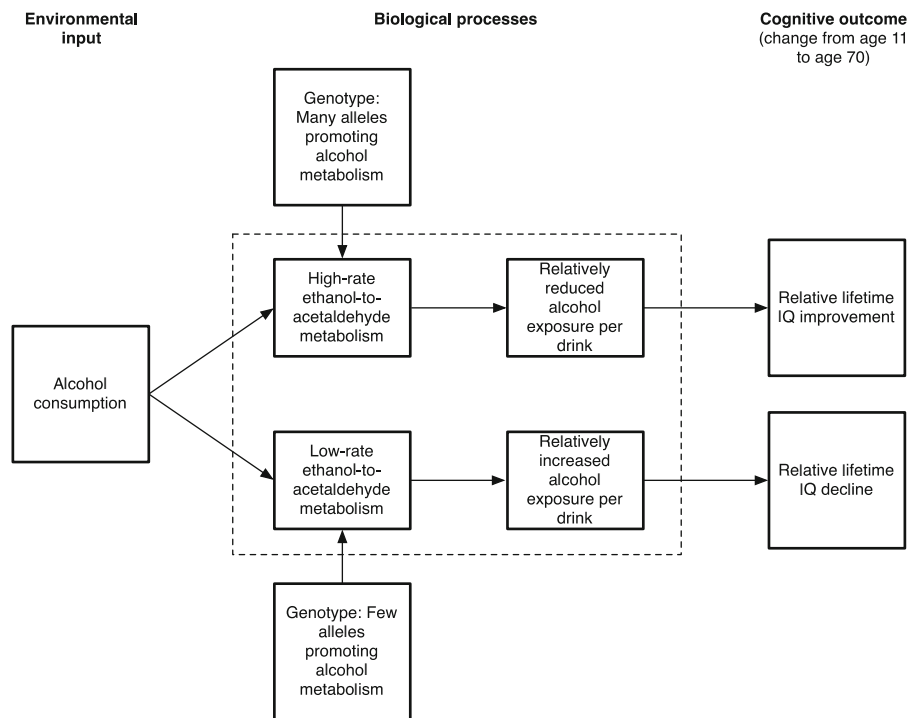 Environmental
input
Biological processes
Cognitive outcome
(change from age 11
to age 70)
Genotype:
Many alleles
promoting
alcohol
metabolism
High-rate
ethanol-to-
acetaldehyde
metabolism
Relatively
reduced
alcohol
exposure per
drink
Relative lifetime
IQ improvement
Alcohol
consumption
Low-rate
ethanol-to-
acetaldehyde
metabolism
Relatively
increased
alcohol
exposure per
drink
Relative lifetime
IQ decline
Genotype: Few
alleles
promoting
alcohol
metabolism